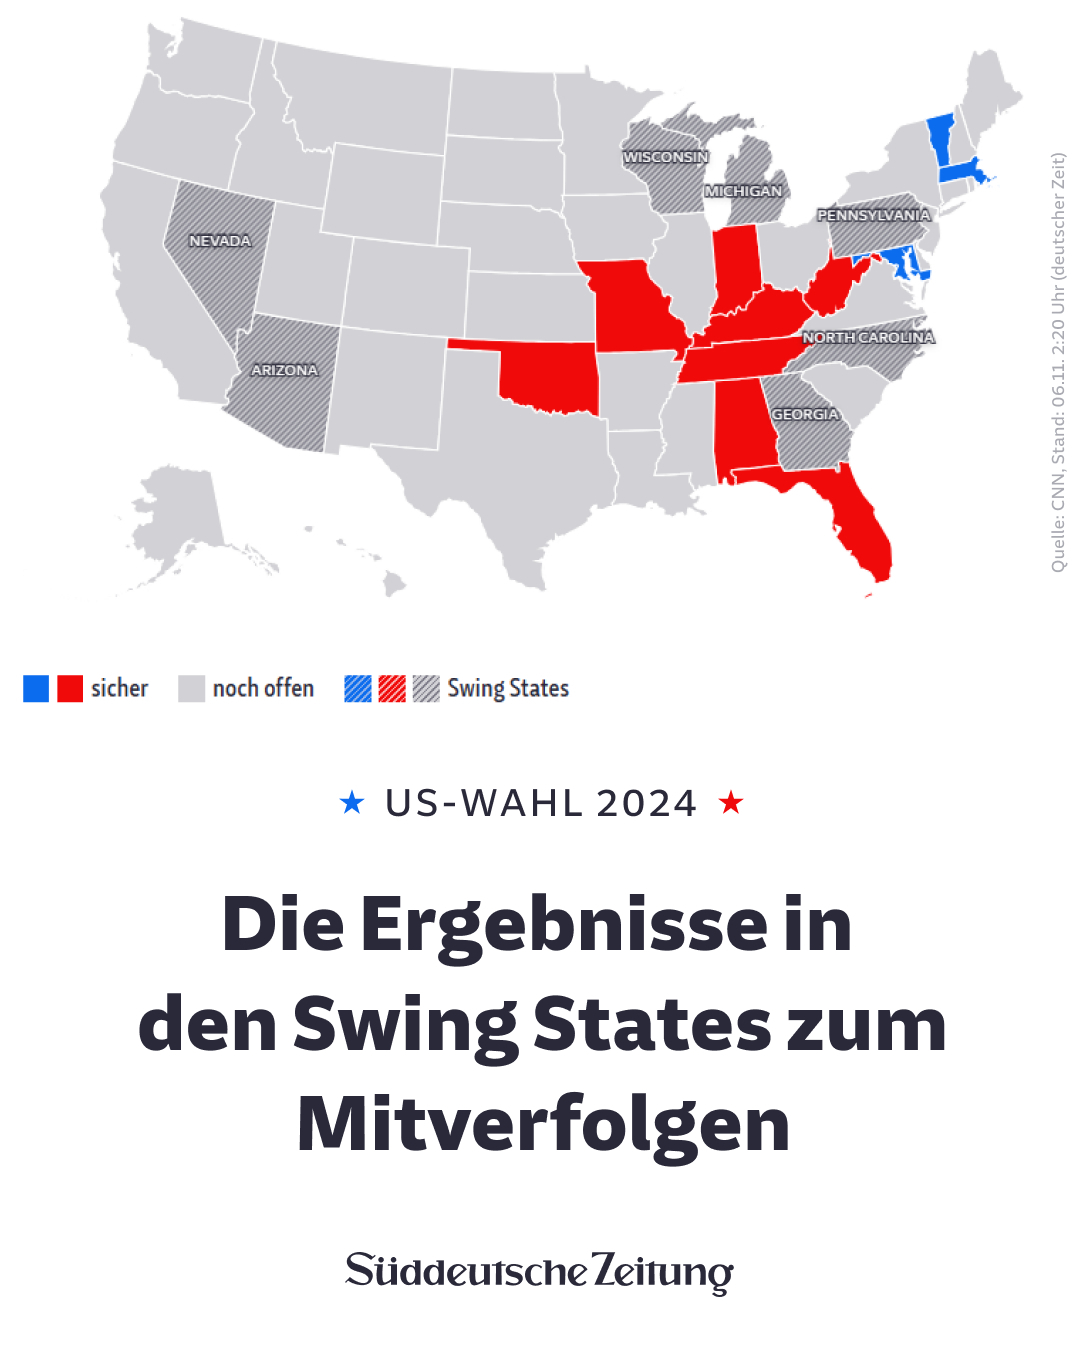 WISCONSIN
MICHIGAN
PENNSYLVANIA
NEVADA
NORTH CAROLINA
ARIZONA
GEORGIA
Quelle: CNN, Stand: 06.11. 2:20 Uhr (deutscher Zeit)
sicher noch offen Swing States
US-WAHL 2024
Die Ergebnisse in
den Swing States zum
Mitverfolgen
Süddeutsche Zeitung